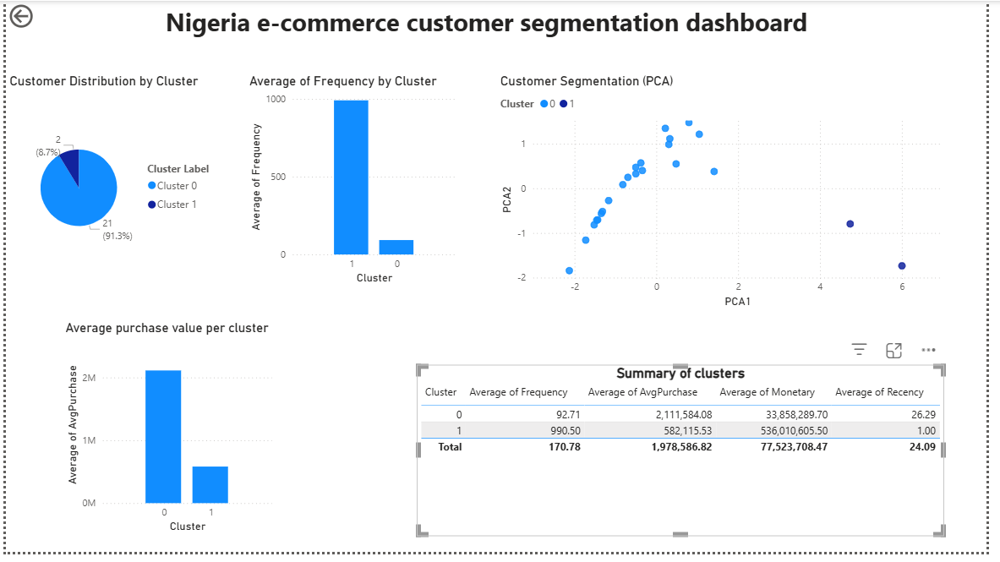 Nigeria e-commerce customer segmentation dashboard
Customer Distribution by Cluster
2
(8.7%)
21
(91.3%)
Cluster Label
Cluster 0
Cluster 1
Average of Frequency by Cluster
Average of Frequency
1000
500
0
1 0
Cluster
Customer Segmentation (PCA)
Cluster 0 1
PCA2
1
0
-1
-2
-2 0 2 4 6
PCA1
Average purchase value per cluster
Average of AvgPurchase
2M
1M
0M
0 1
Cluster
Summary of clusters
Cluster Average of Frequency Average of AvgPurchase Average of Monetary Average of Recency
0 92.71 2,111,584.08 33,858,289.70 26.29
1 990.50 582,115.53 536,010,605.50 1.00
Total 170.78 1,978,586.82 77,523,708.47 24.09